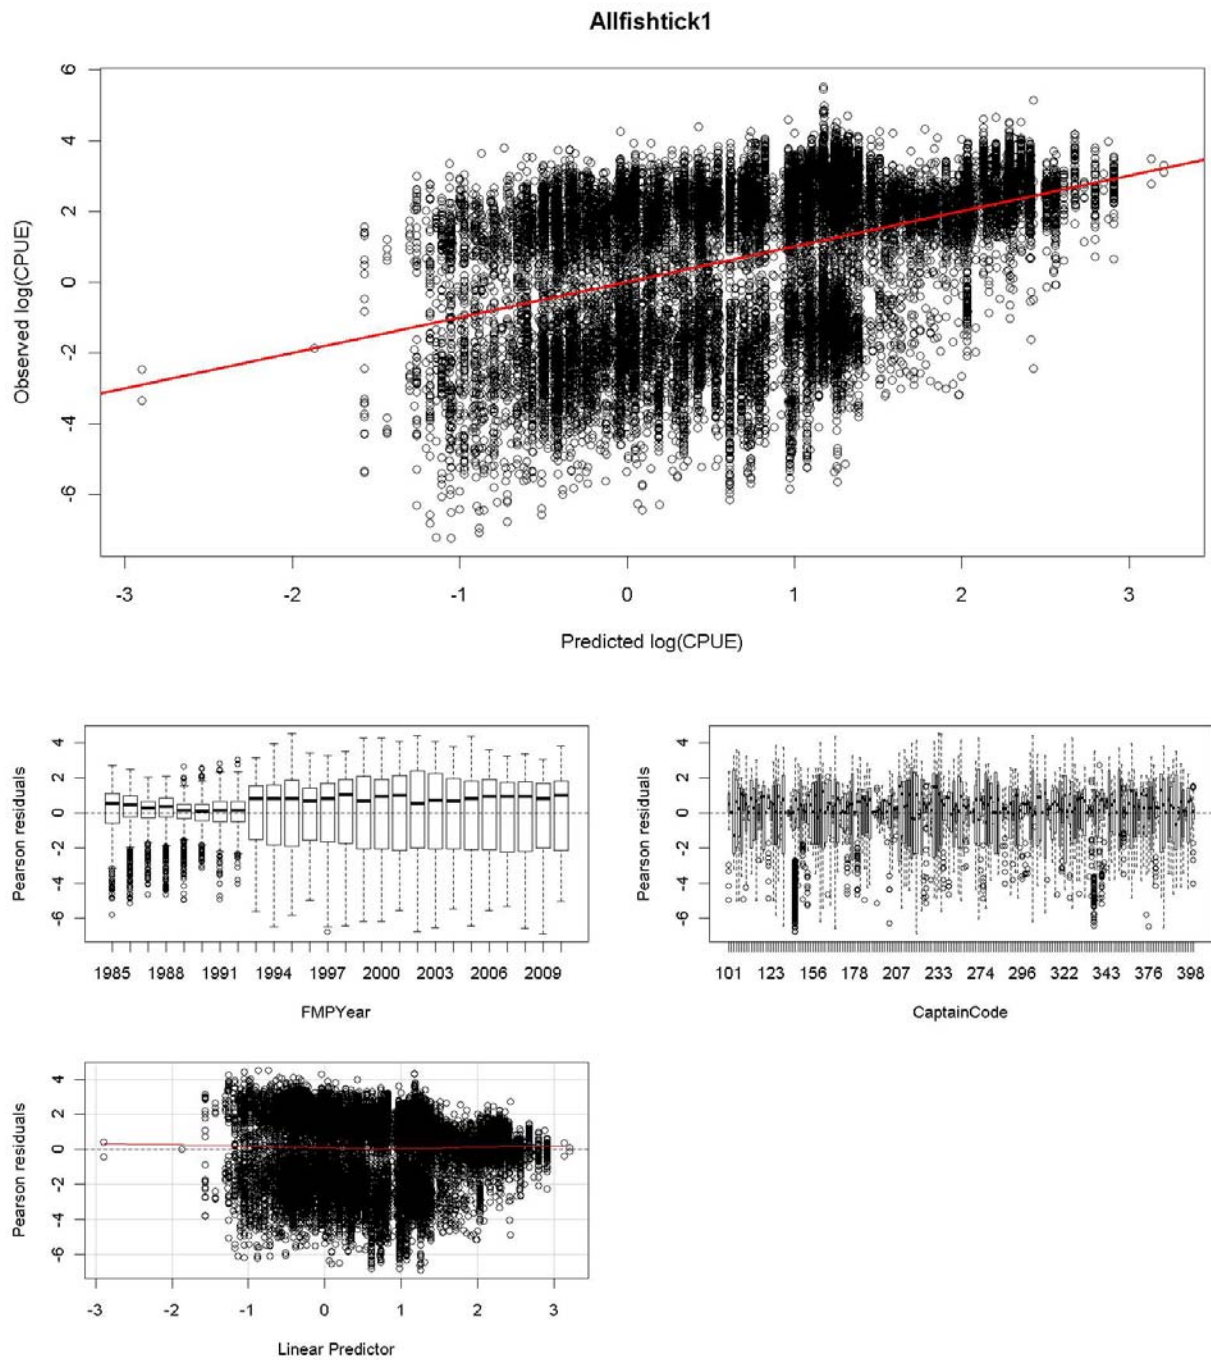 Allfishtick1
6
4
2
0
-2
-4
-6
Observed log(CPUE)
-3 -2 -1 0 1 2 3
Predicted log(CPUE)
4
2
0
-2
-4
-6
Pearson residuals
1985 1988 1991 1994 1997 2000 2003 2006 2009
FMPYear
4
2
0
-2
-4
-6
Pearson residuals
101 123 156 178 207 233 274 296 322 343 376 398
CaptainCode
4
2
0
-2
-4
-6
Pearson residuals
-3 -2 -1 0 1 2 3
Linear Predictor